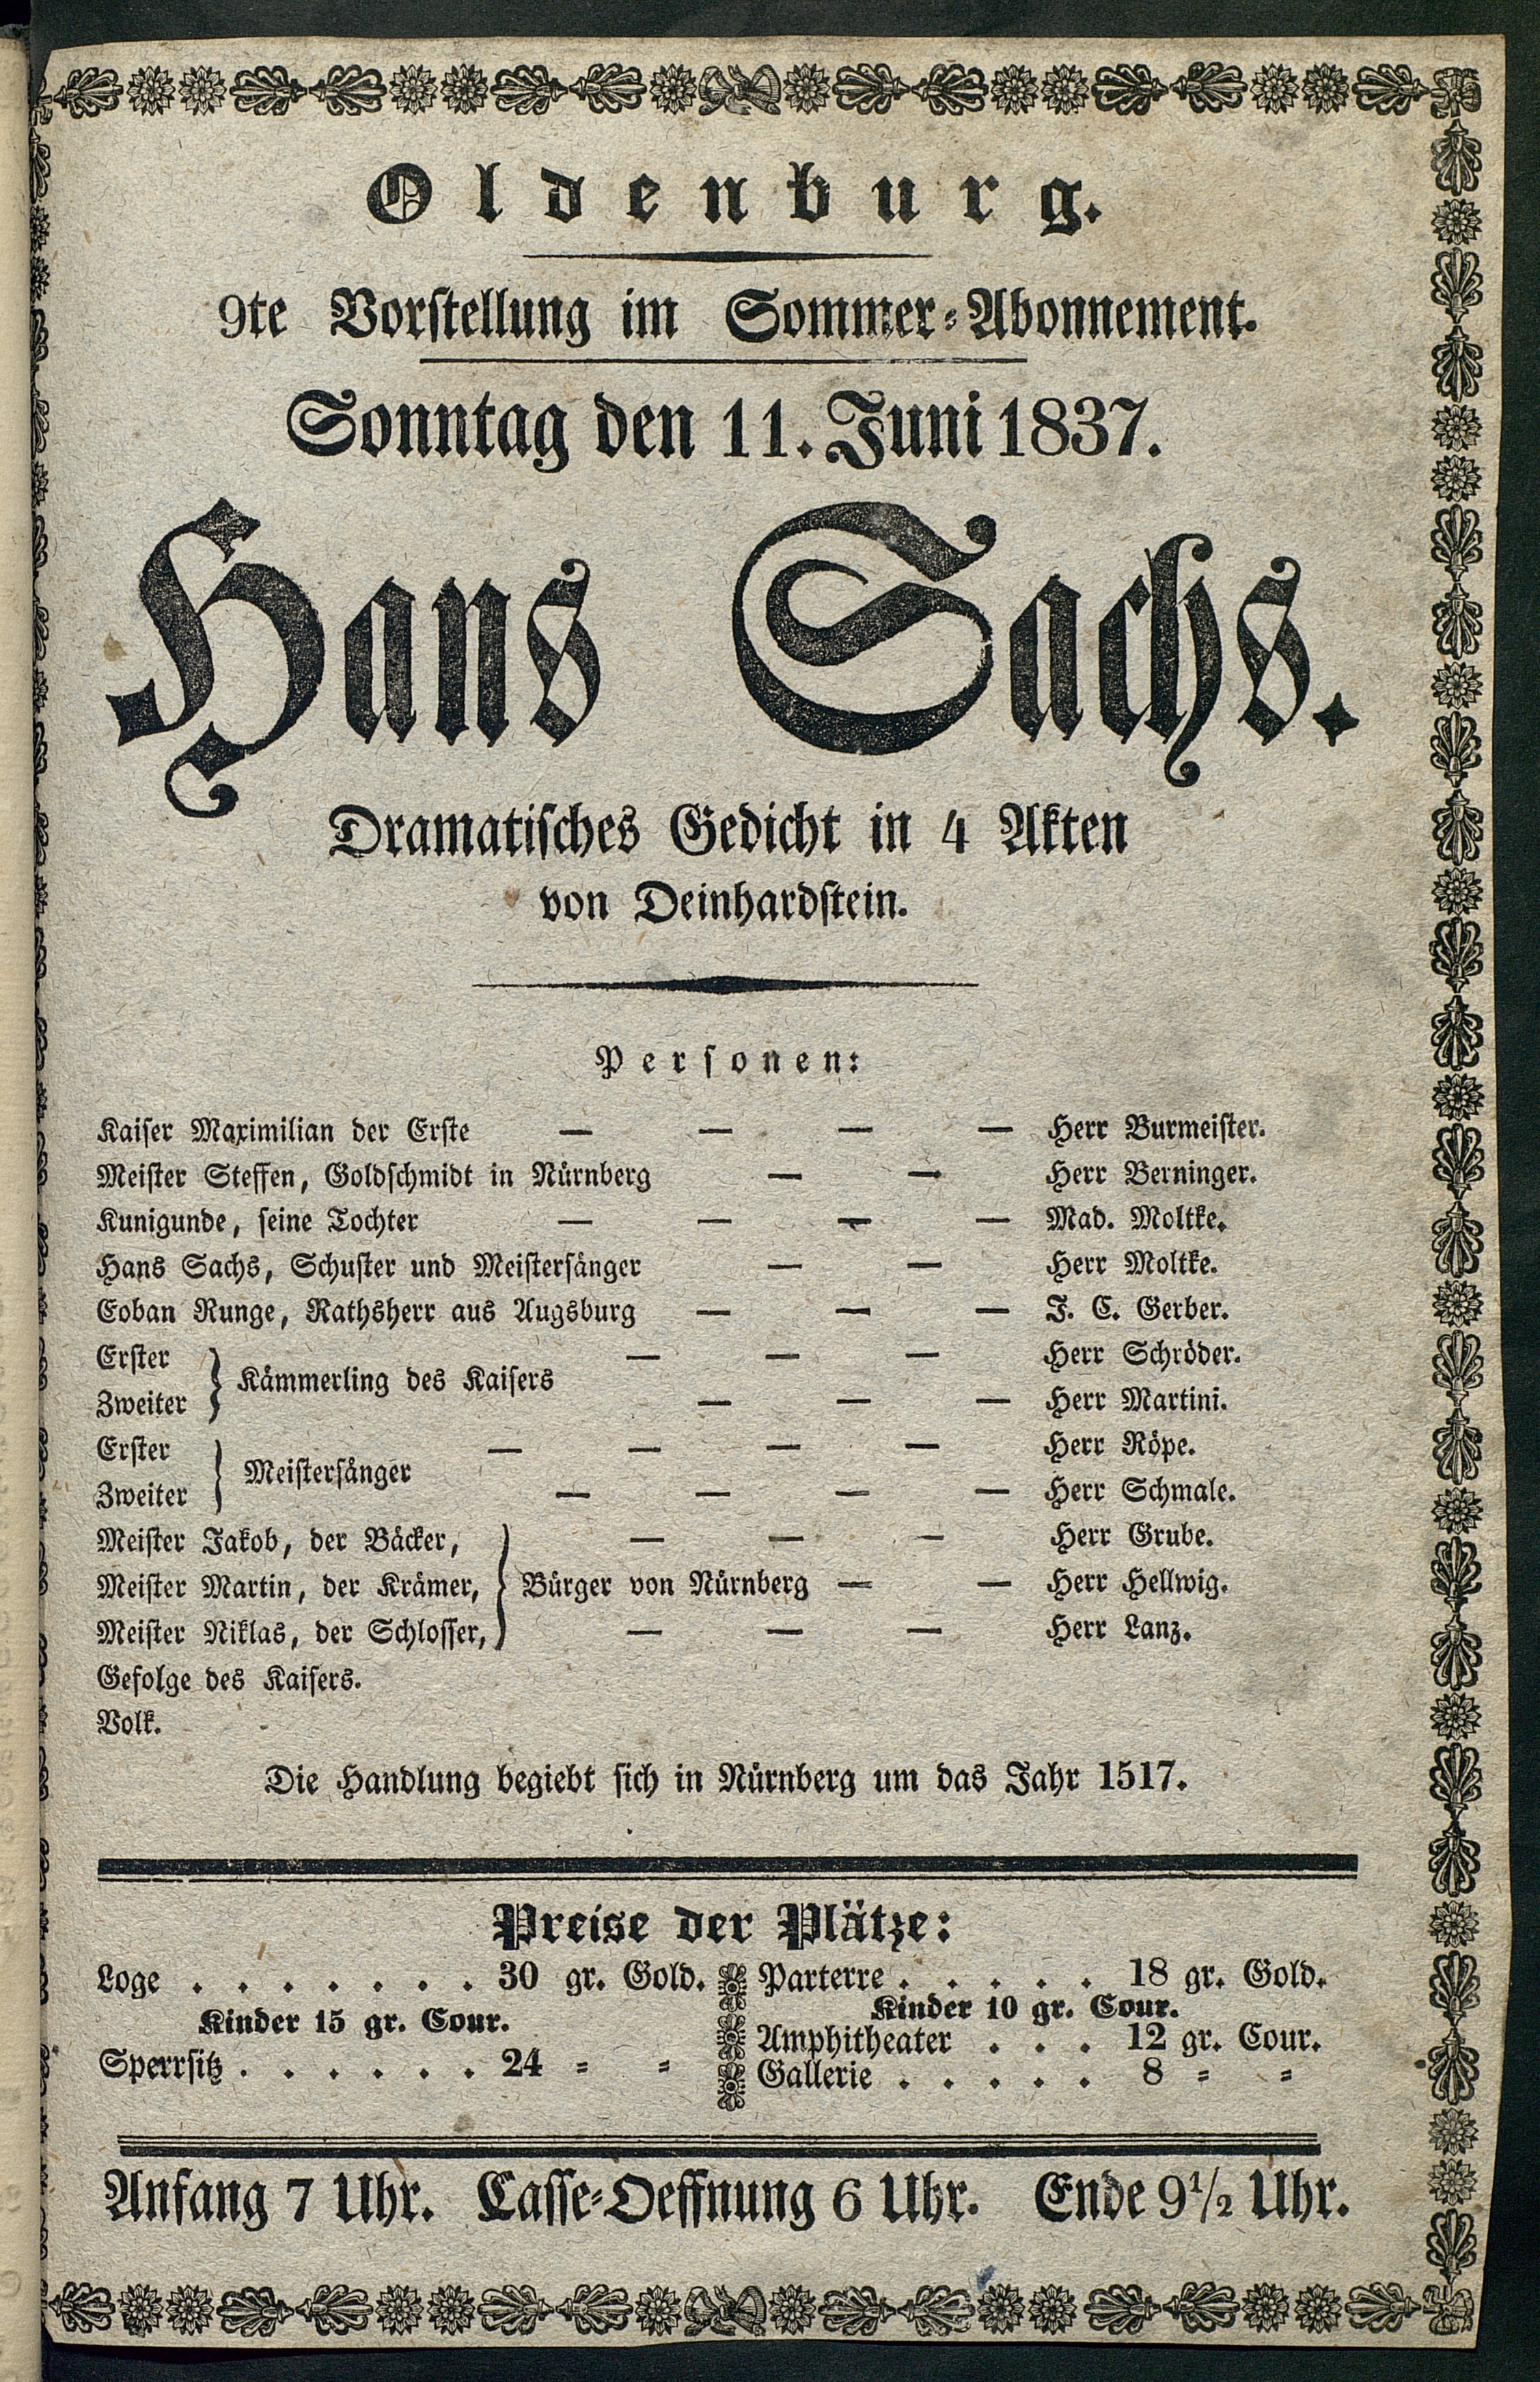 Oldenburg.
9te Vorstellung im Sommer-Abonnement.
Sonntag den 11. Juni 1837.
Hans Sachs.
Dramatisches Gedicht in 4 Akten
von Deinhardstein.
Personen:
Kaiser Maximilian der Erste — — — — Herr Burmeister.
Meister Steffen, Goldschmidt in Nürnberg — — Herr Berninger.
Kunigunde, seine Tochter — — — — Mad. Moltke.
Hans Sachs, Schuster und Meistersänger — — Herr Moltke.
Eoban Runge, Rathsherr aus Augsburg — — — J. C. Gerber.
Erster — — — Herr Schröder.
} Kämmerling des Kaisers
Zweiter — — — Herr Martini.
Erster — — — — Herr Röpe.
} Meistersänger
Zweiter — — — — Herr Schmale.
Meister Jakob, der Bäcker, — — — Herr Grube.
Meister Martin, der Krämer, } Bürger von Nürnberg — — Herr Hellwig.
Meister Niklas, der Schlosser, — — — Herr Lanz.
Gefolge des Kaisers.
Volk.
Die Handlung begiebt sich in Nürnberg um das Jahr 1517.
Preise der Plätze:
Loge . . . . . . . 30 gr. Gold.
Kinder 15 gr. Cour.
Sperrsitz . . . . . . 24 = =
Parterre . . . . . 18 gr. Gold.
Kinder 10 gr. Cour.
Amphitheater . . . 12 gr. Cour.
Gallerie . . . . . 8 = =
Anfang 7 Uhr. Casse-Oeffnung 6 Uhr. Ende 9½ Uhr.